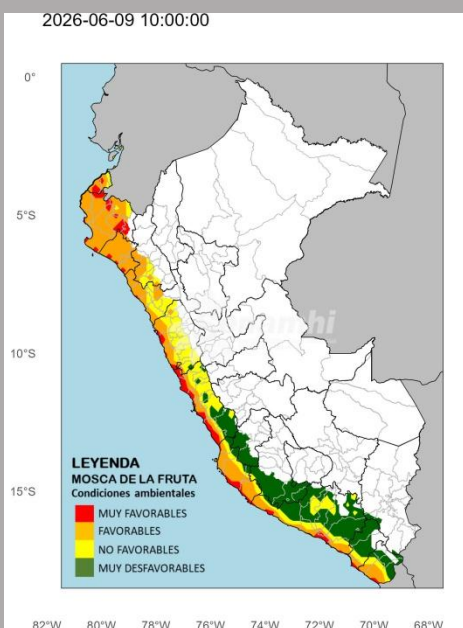 2026-06-09 10:00:00
0°
5°S
10°S
15°S
LEYENDA
MOSCA DE LA FRUTA
Condiciones ambientales
MUY FAVORABLES
FAVORABLES
NO FAVORABLES
MUY DESFAVORABLES
82°W 80°W 78°W 76°W 74°W 72°W 70°W 68°W